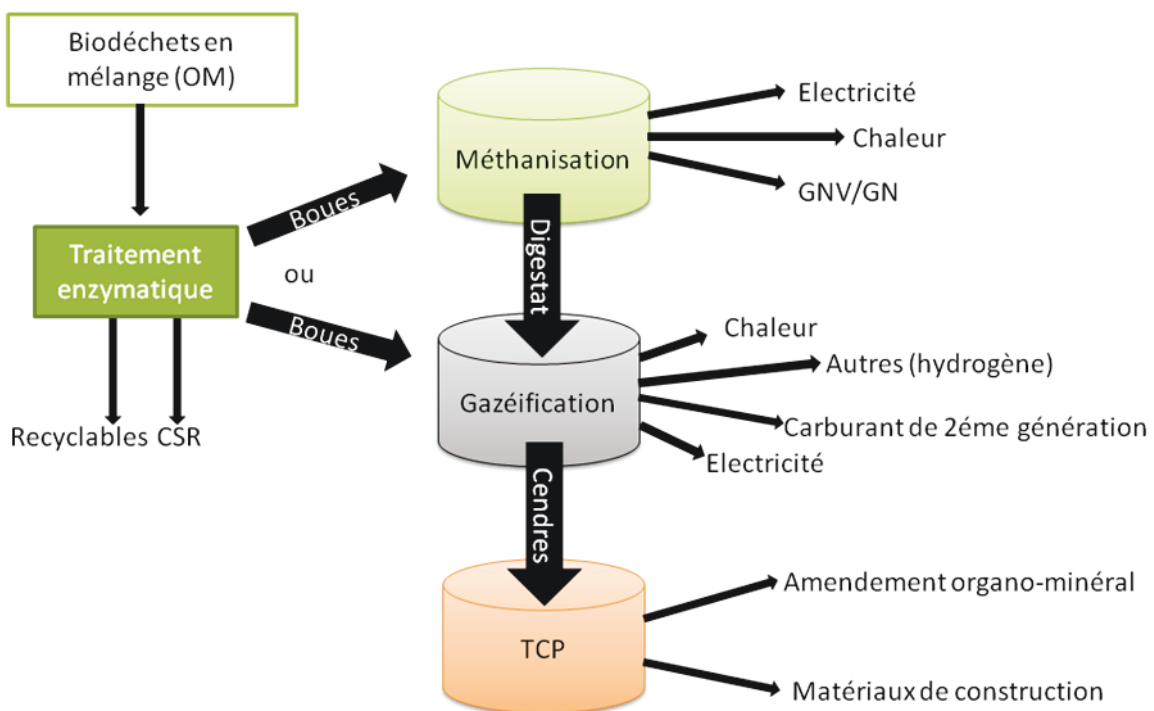 Biodéchets en
mélange (OM)
Traitement
enzymatique
Recyclables CSR
Boues
ou
Boues
Méthanisation
Electricité
Chaleur
GNV/GN
Digestat
Gazéification
Chaleur
Autres (hydrogène)
Carburant de 2éme génération
Electricité
Cendres
TCP
Amendement organo-minéral
Matériaux de construction